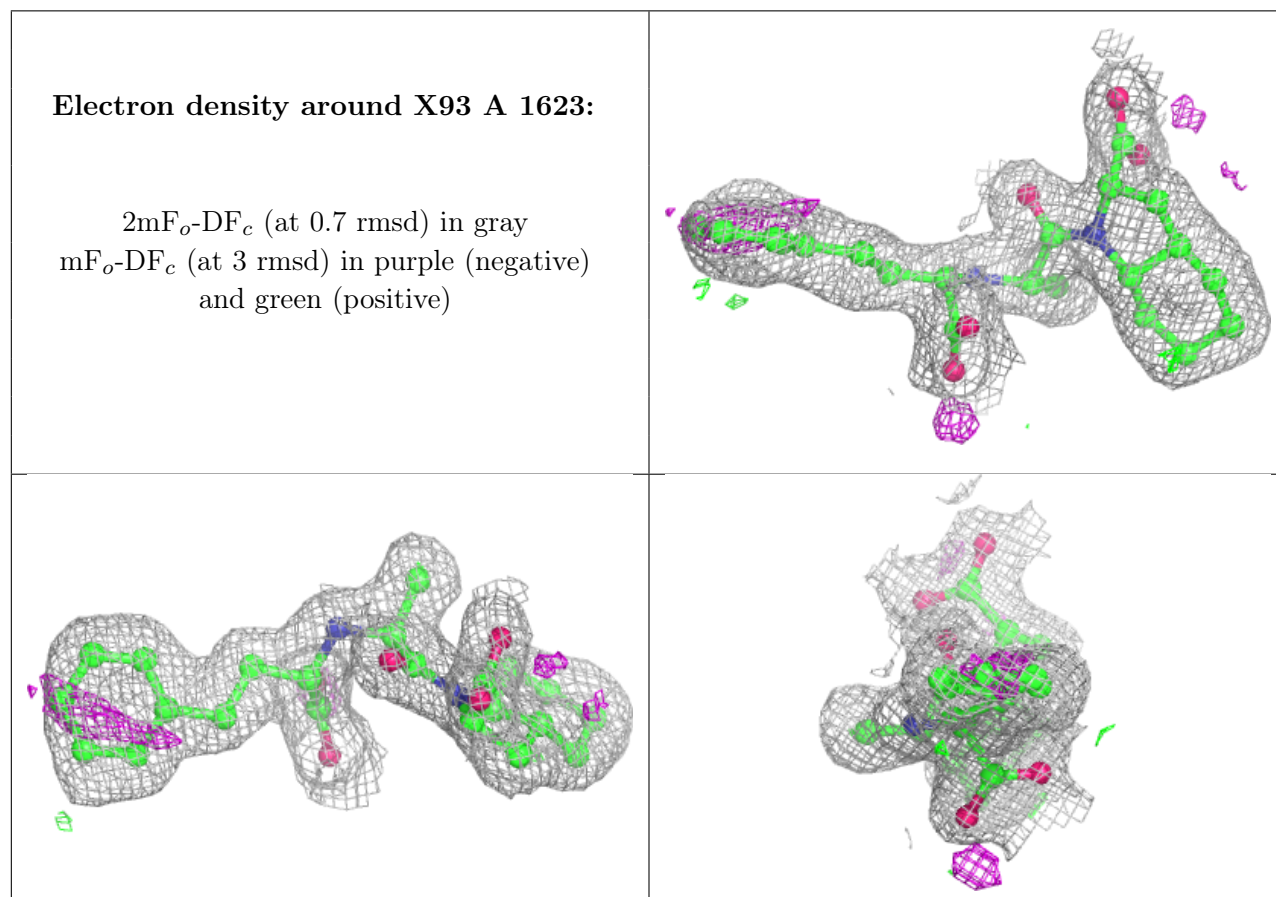 Electron density around X93 A 1623:
2mFo-DFc (at 0.7 rmsd) in gray
mFo-DFc (at 3 rmsd) in purple (negative)
and green (positive)